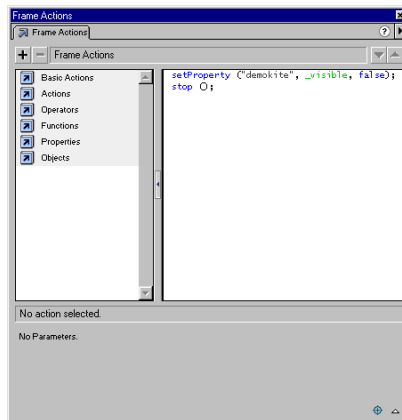 Frame Actions
Frame Actions
?
+ − Frame Actions
Basic Actions
Actions
Operators
Functions
Properties
Objects
setProperty ("demokite", _visible, false);
stop ();
No action selected.
No Parameters.